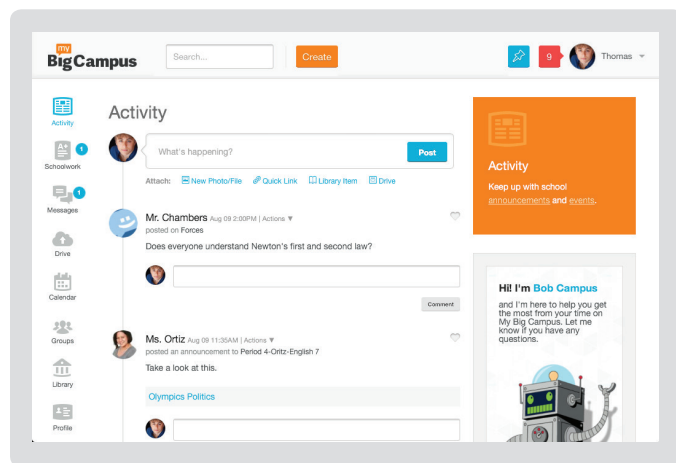 my
BigCampus
Search...
Create
9
Thomas
Activity
Schoolwork
1
Messages
1
Drive
Calendar
Groups
Library
Profile
Activity
What's happening?
Post
Attach: New Photo/File Quick Link Library Item Drive
Mr. Chambers Aug 09 2:00PM | Actions ▼
posted on Forces
Does everyone understand Newton's first and second law?
Comment
Ms. Ortiz Aug 09 11:35AM | Actions ▼
posted an announcement to Period 4-Oritz-English 7
Take a look at this.
Olympics Politics
Activity
Keep up with school
announcements and events.
Hi! I'm Bob Campus
and I'm here to help you get
the most from your time on
My Big Campus. Let me
know if you have any
questions.